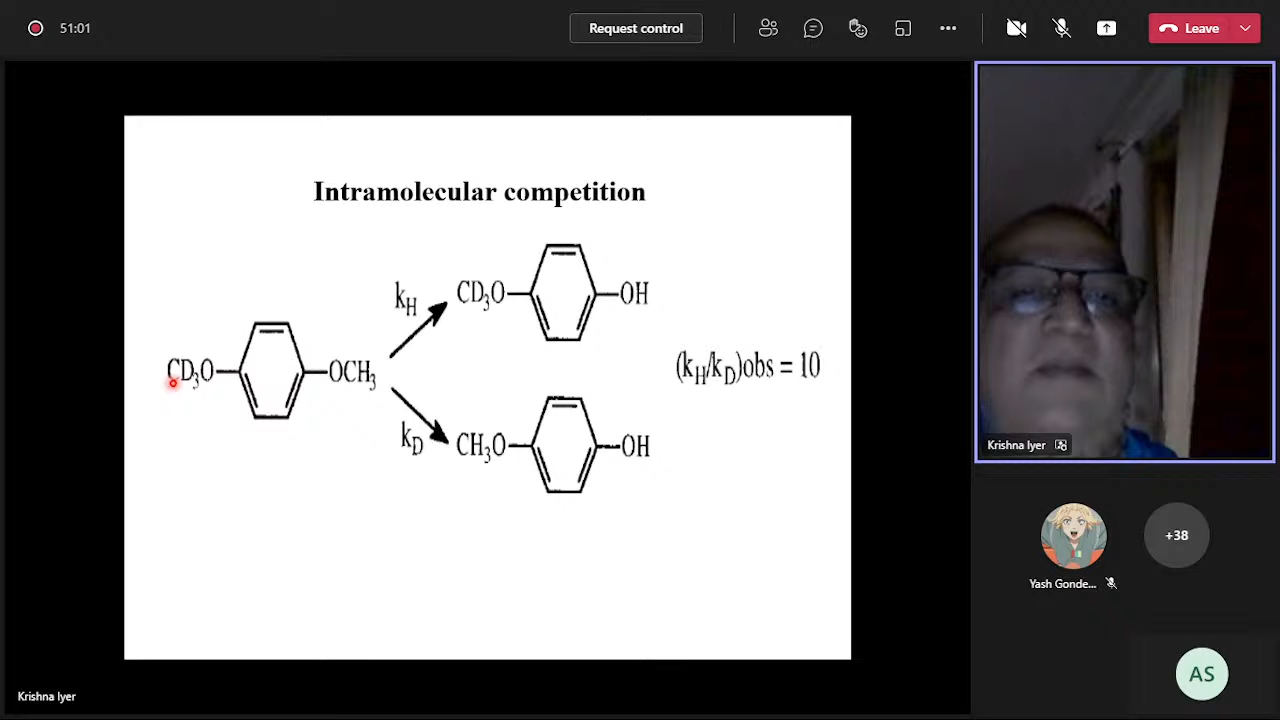 51:01
Request control
Leave
Intramolecular competition
kH
CD3O
OH
CD3O
OCH3
(kH/kD)obs = 10
kD
CH3O
OH
Krishna Iyer
+38
Yash Gonde...
AS
Krishna Iyer